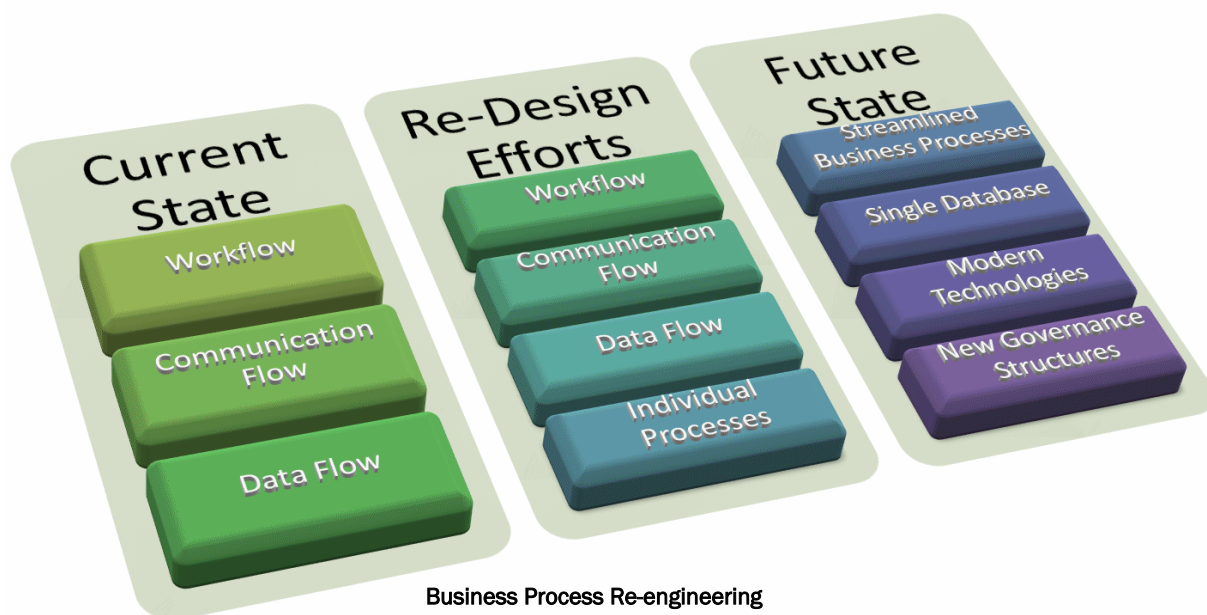 Current
State
Workflow
Communication
Flow
Data Flow
Re-Design
Efforts
Workflow
Communication
Flow
Data Flow
Individual
Processes
Future
State
Streamlined
Business Processes
Single Database
Modern
Technologies
New Governance
Structures
Business Process Re-engineering